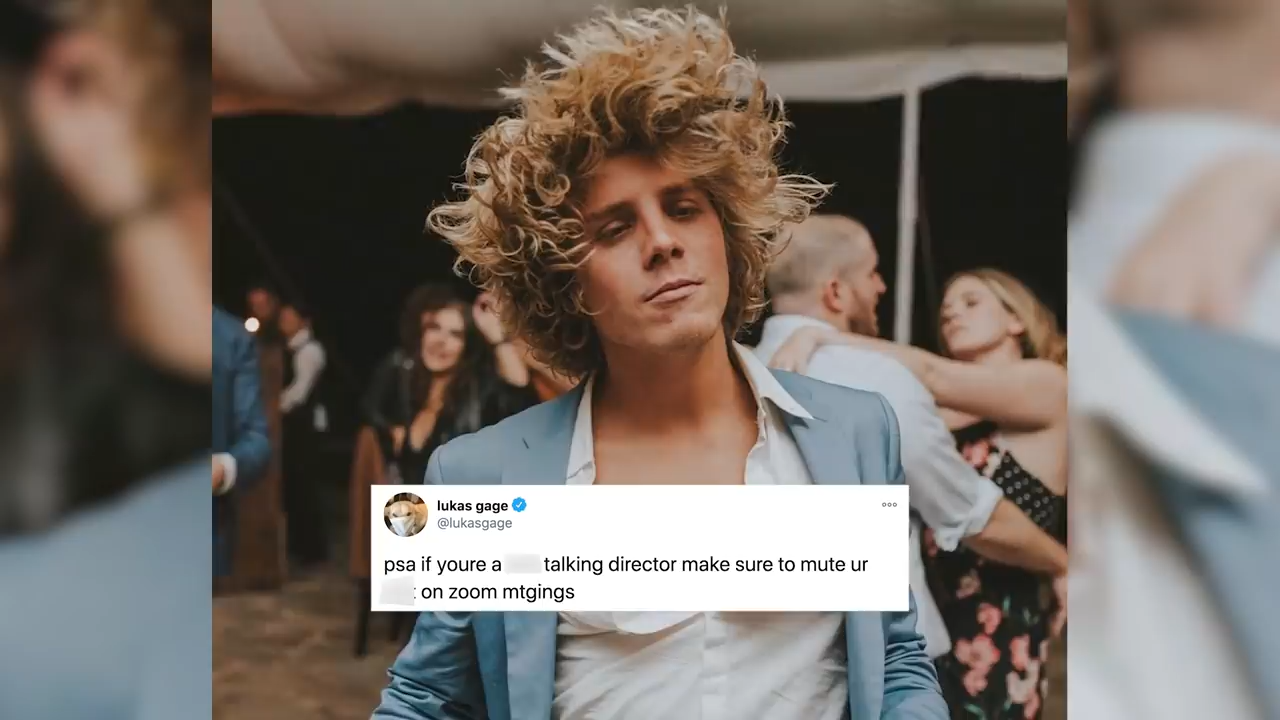 lukas gage
@lukasgage
psa if youre a talking director make sure to mute ur
on zoom mtgings